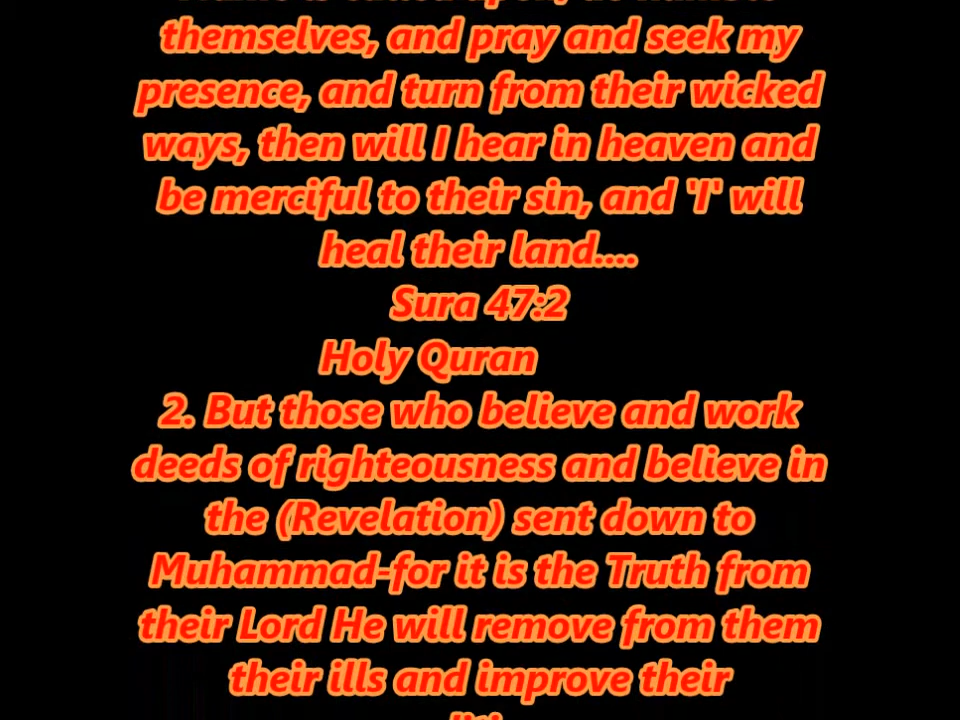 themselves, and pray and seek my
presence, and turn from their wicked
ways, then will I hear in heaven and
be merciful to their sin, and 'I' will
heal their land....
Sura 47:2
Holy Quran
2. But those who believe and work
deeds of righteousness and believe in
the (Revelation) sent down to
Muhammad-for it is the Truth from
their Lord He will remove from them
their ills and improve their